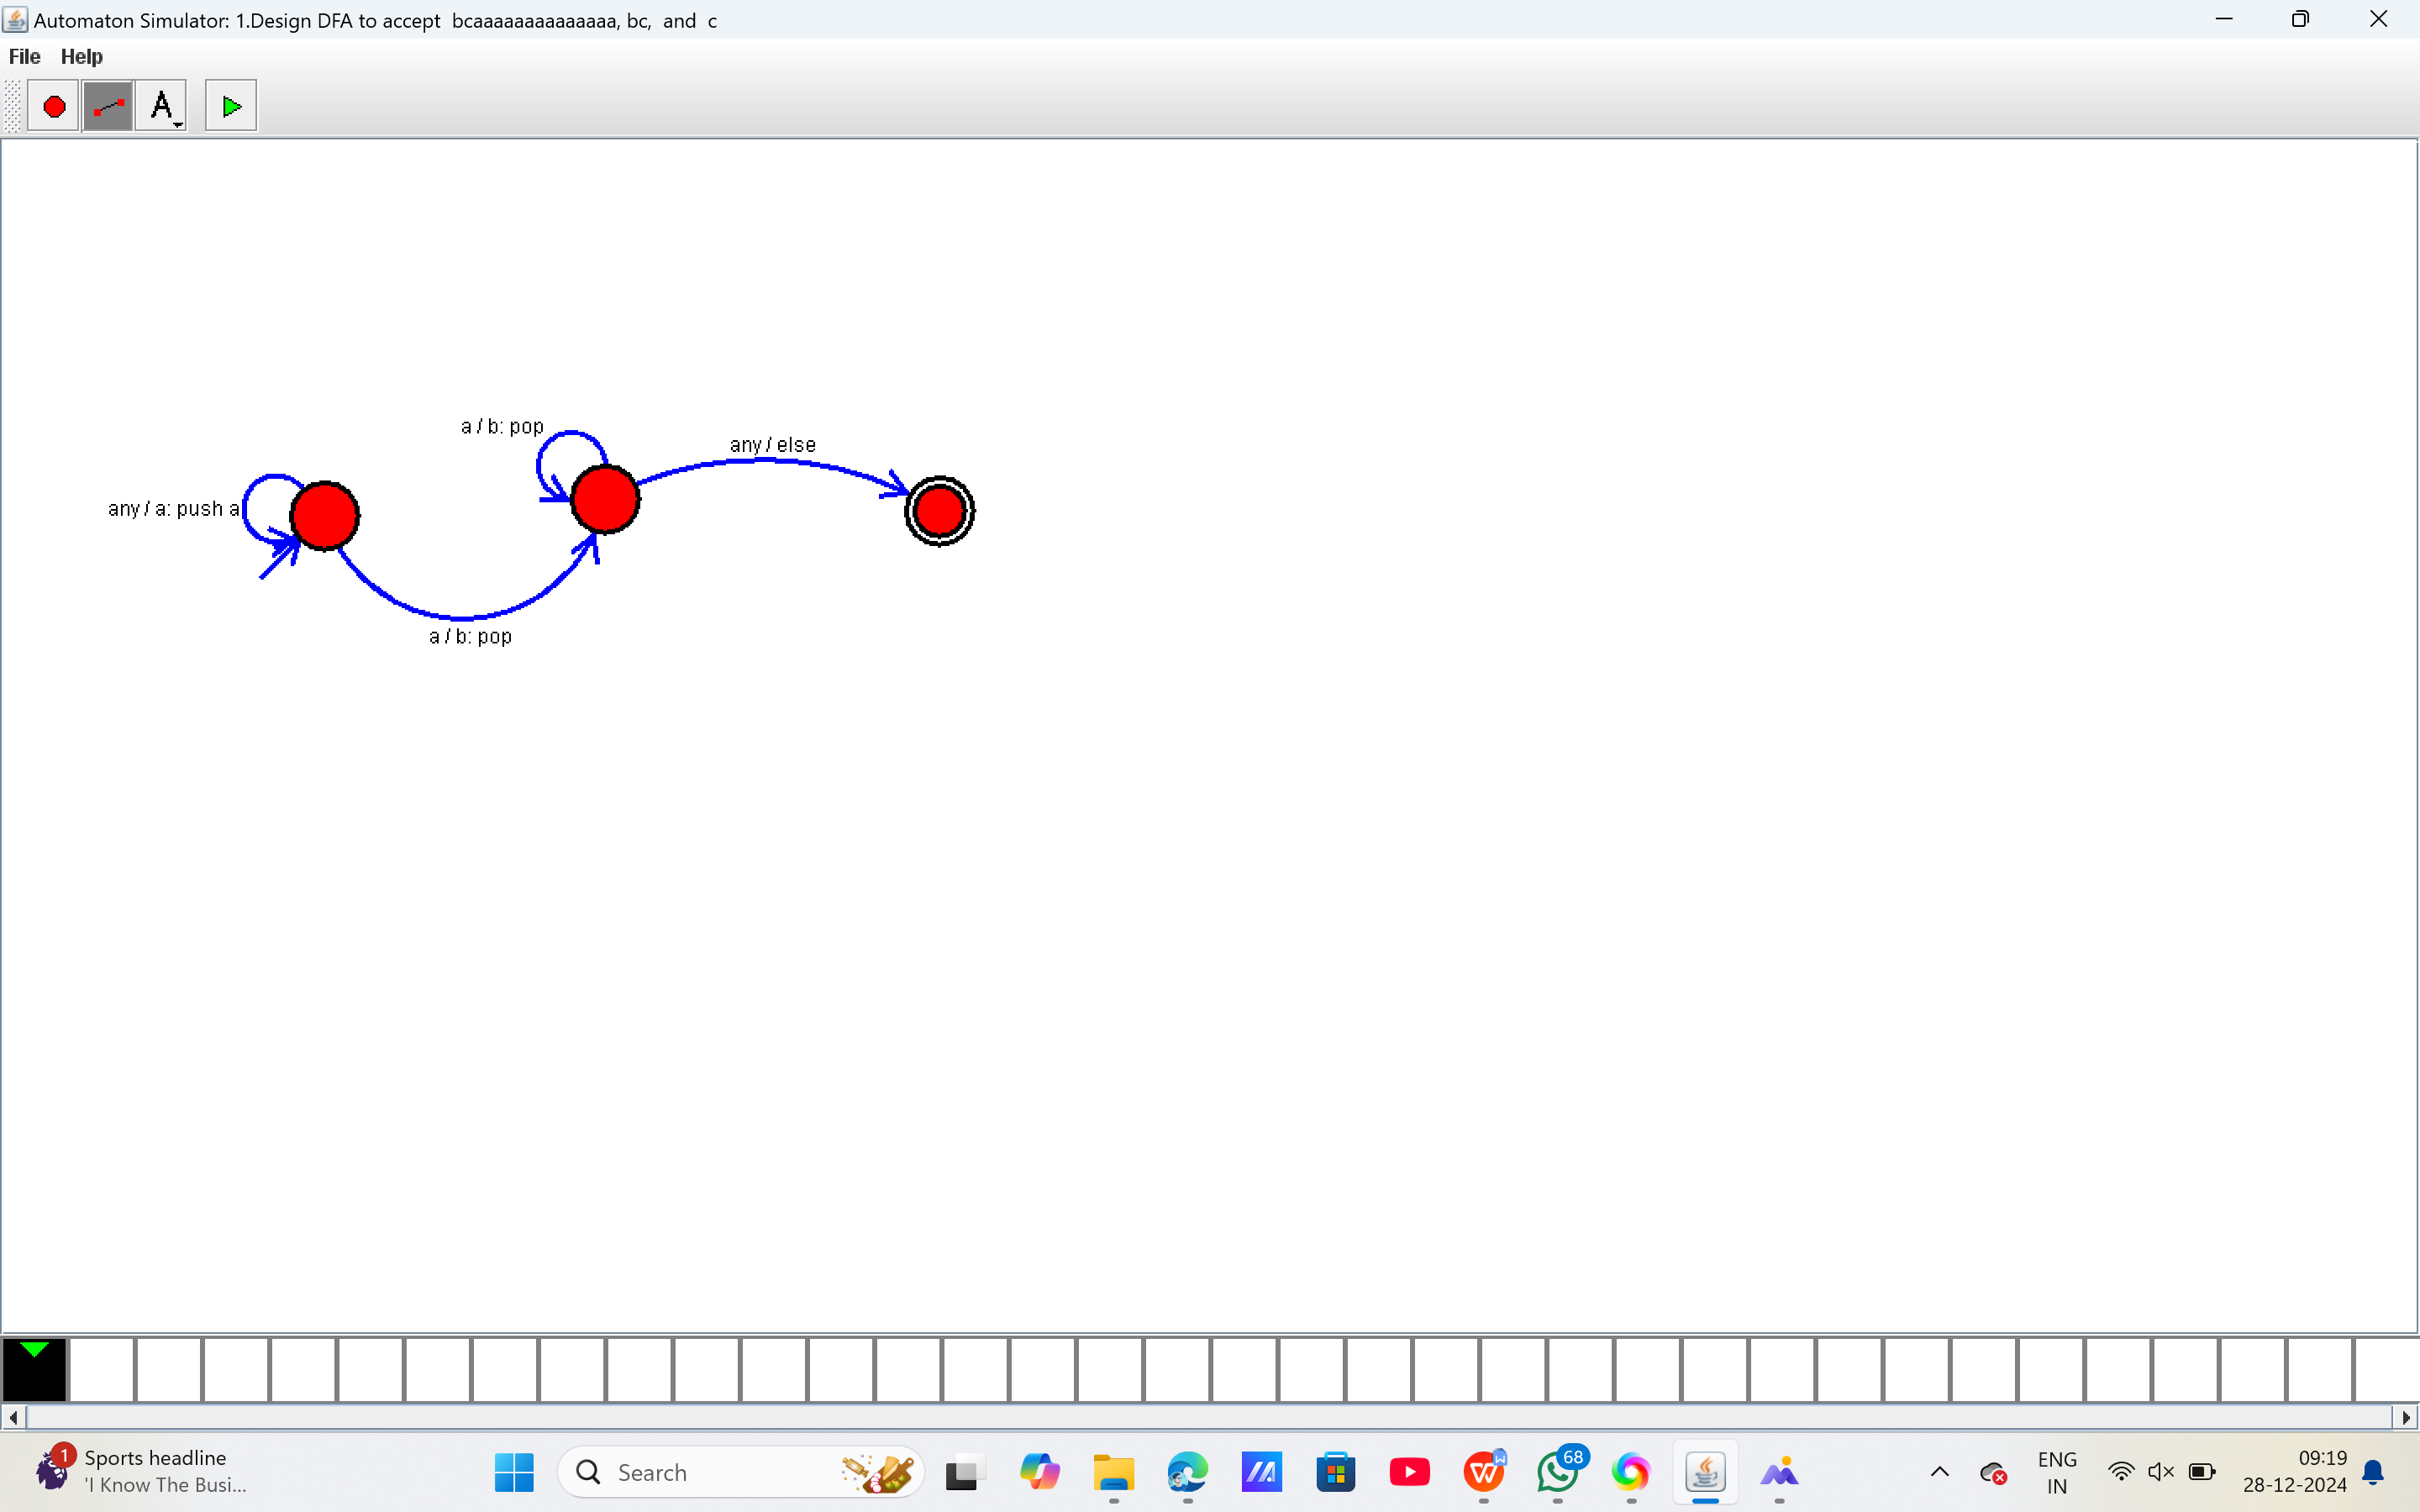 Automaton Simulator: 1.Design DFA to accept  bcaaaaaaaaaaaaaa, bc,  and  c
File Help
A
any / a: push a
a / b: pop
any / else
a / b: pop
1
Sports headline
'I Know The Busi...
Search
68
ENG
IN
09:19
28-12-2024